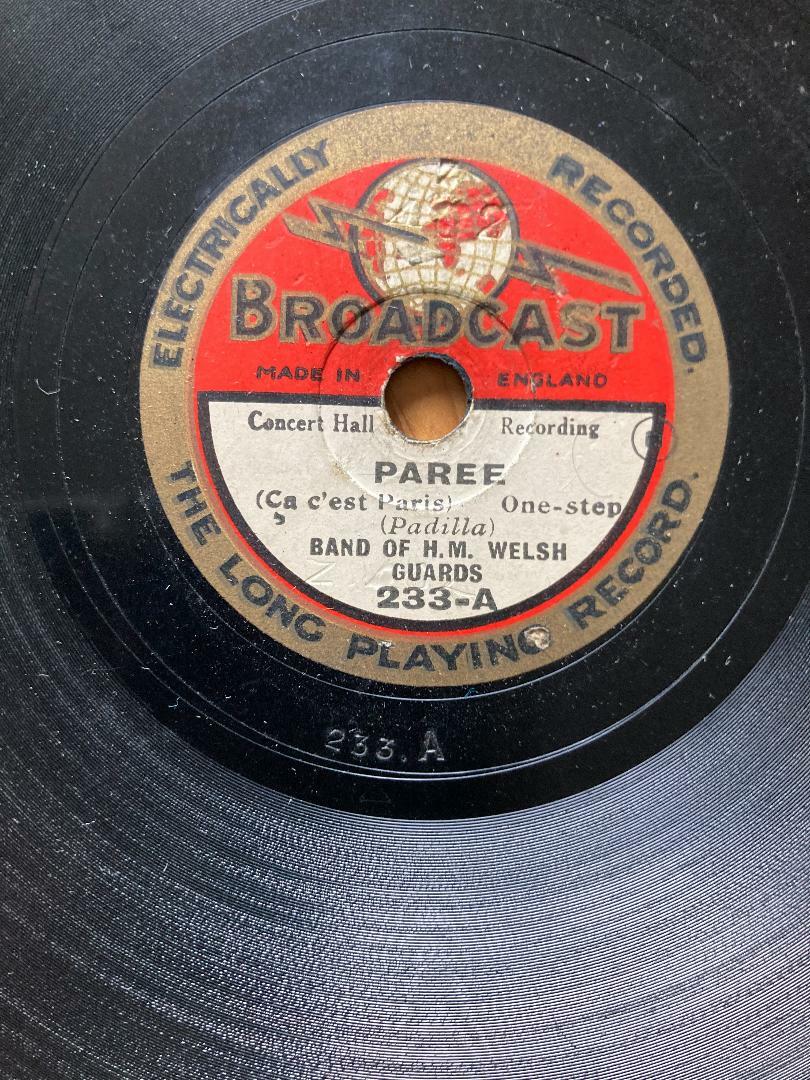 ELECTRICALLY RECORDED.
BROADCAST
MADE IN ENGLAND
Concert Hall Recording
PAREE
(Ça c'est Paris) One-step
(Padilla)
BAND OF H.M. WELSH
GUARDS
233-A
THE LONG PLAYING RECORD.
233.A